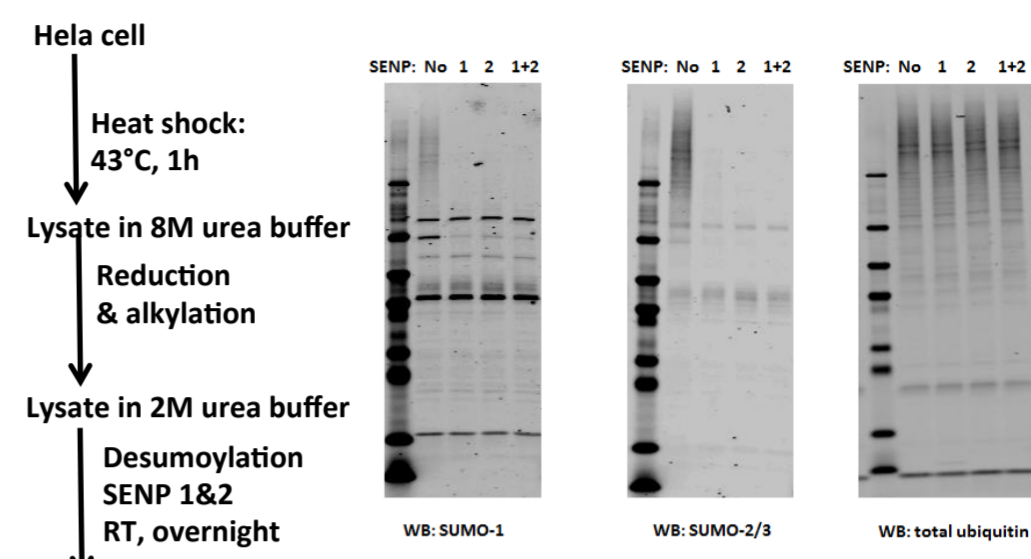 Hela cell
Heat shock:
43°C, 1h
Lysate in 8M urea buffer
Reduction
& alkylation
Lysate in 2M urea buffer
Desumoylation
SENP 1&2
RT, overnight
SENP: No 1 2 1+2
WB: SUMO-1
SENP: No 1 2 1+2
WB: SUMO-2/3
SENP: No 1 2 1+2
WB: total ubiquitin